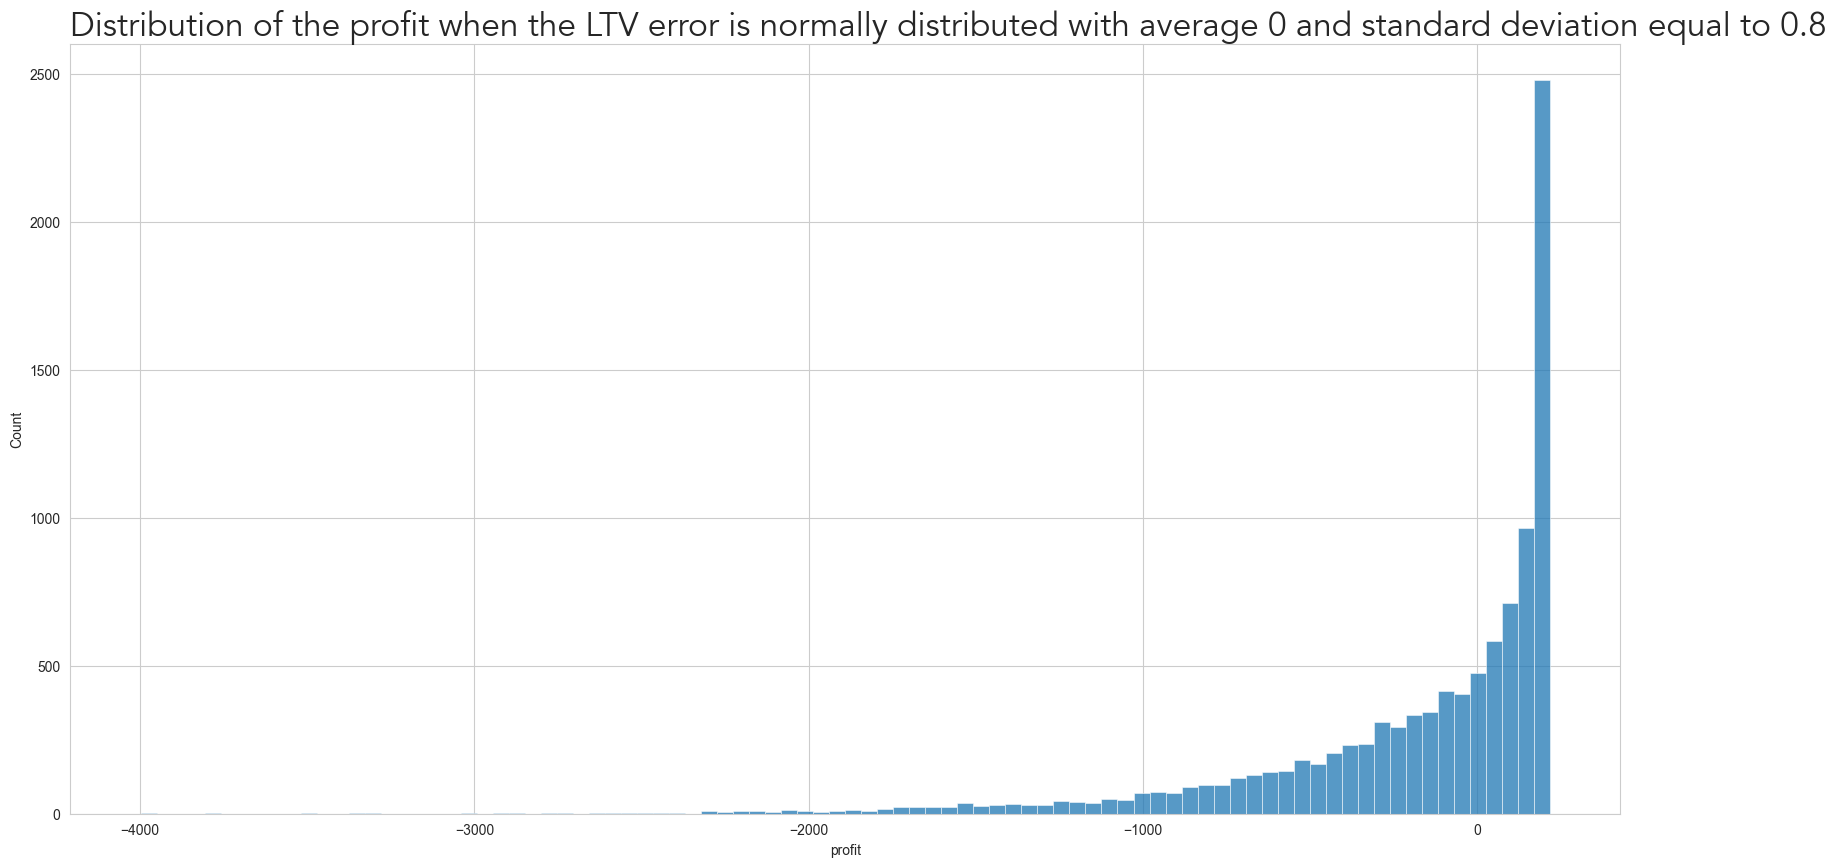 Distribution of the profit when the LTV error is normally distributed with average 0 and standard deviation equal to 0.8
2500
2000
1500
1000
500
0
Count
−4000 −3000 −2000 −1000 0
profit